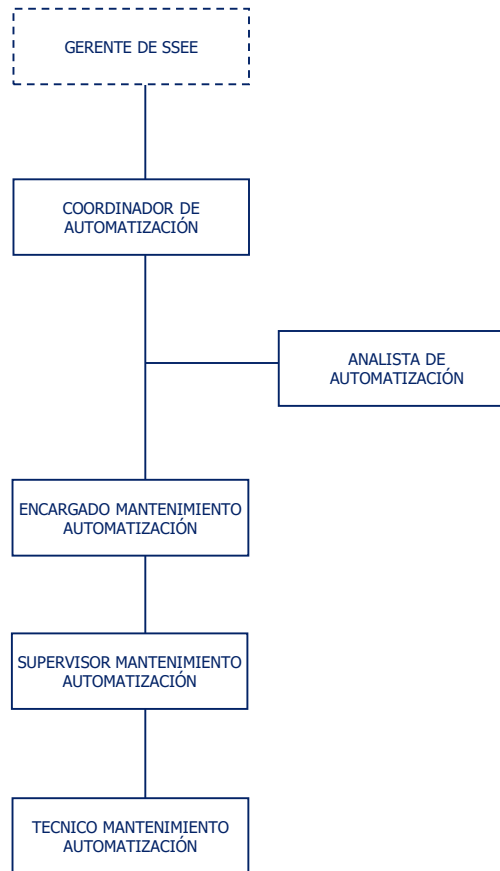 GERENTE DE SSEE
COORDINADOR DE
AUTOMATIZACIÓN
ANALISTA DE
AUTOMATIZACIÓN
ENCARGADO MANTENIMIENTO
AUTOMATIZACIÓN
SUPERVISOR MANTENIMIENTO
AUTOMATIZACIÓN
TECNICO MANTENIMIENTO
AUTOMATIZACIÓN